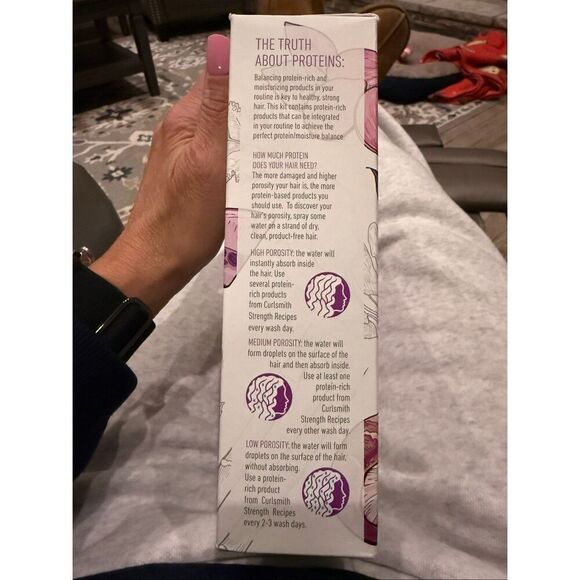 THE TRUTH
ABOUT PROTEINS:
Balancing protein-rich and
moisturizing products in your
routine is key to healthy, strong
hair. This kit contains protein-rich
products that can be integrated
in your routine to achieve the
perfect protein/moisture balance.
HOW MUCH PROTEIN
DOES YOUR HAIR NEED?
The more damaged and higher
porosity your hair is, the more
protein-based products you
should use. To discover your
hair's porosity, spray some
water on a strand of dry,
clean, product-free hair.
HIGH POROSITY: the water will
instantly absorb inside
the hair. Use
several protein-
rich products
from Curlsmith
Strength Recipes
every wash day.
MEDIUM POROSITY: the water will
form droplets on the surface of the
hair and then absorb inside.
Use at least one
protein-rich
product from
Curlsmith
Strength Recipes
every other wash day.
LOW POROSITY: the water will form
droplets on the surface of the hair,
without absorbing.
Use a protein-
rich product
from Curlsmith
Strength Recipes
every 2-3 wash days.